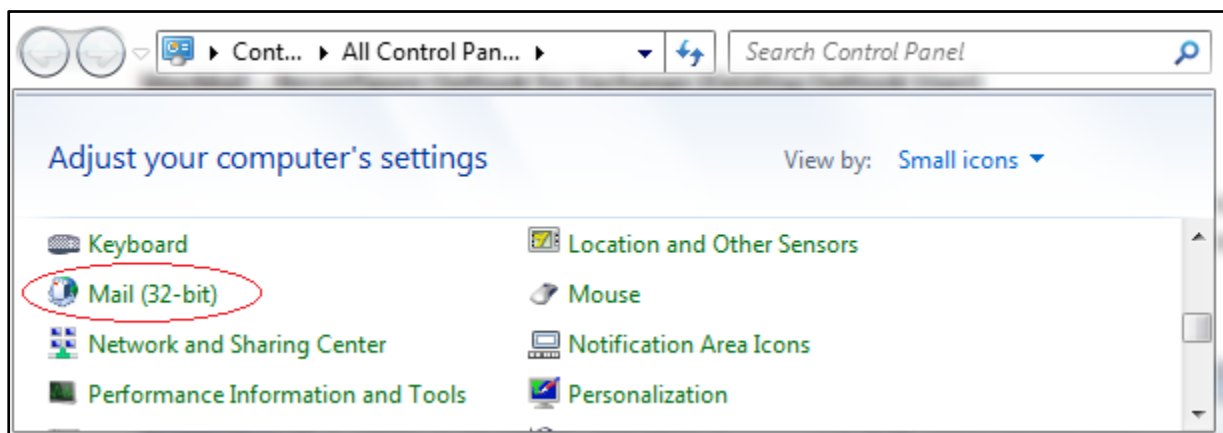 Cont... All Control Pan... Search Control Panel
Adjust your computer's settings View by: Small icons
Keyboard Location and Other Sensors
Mail (32-bit) Mouse
Network and Sharing Center Notification Area Icons
Performance Information and Tools Personalization